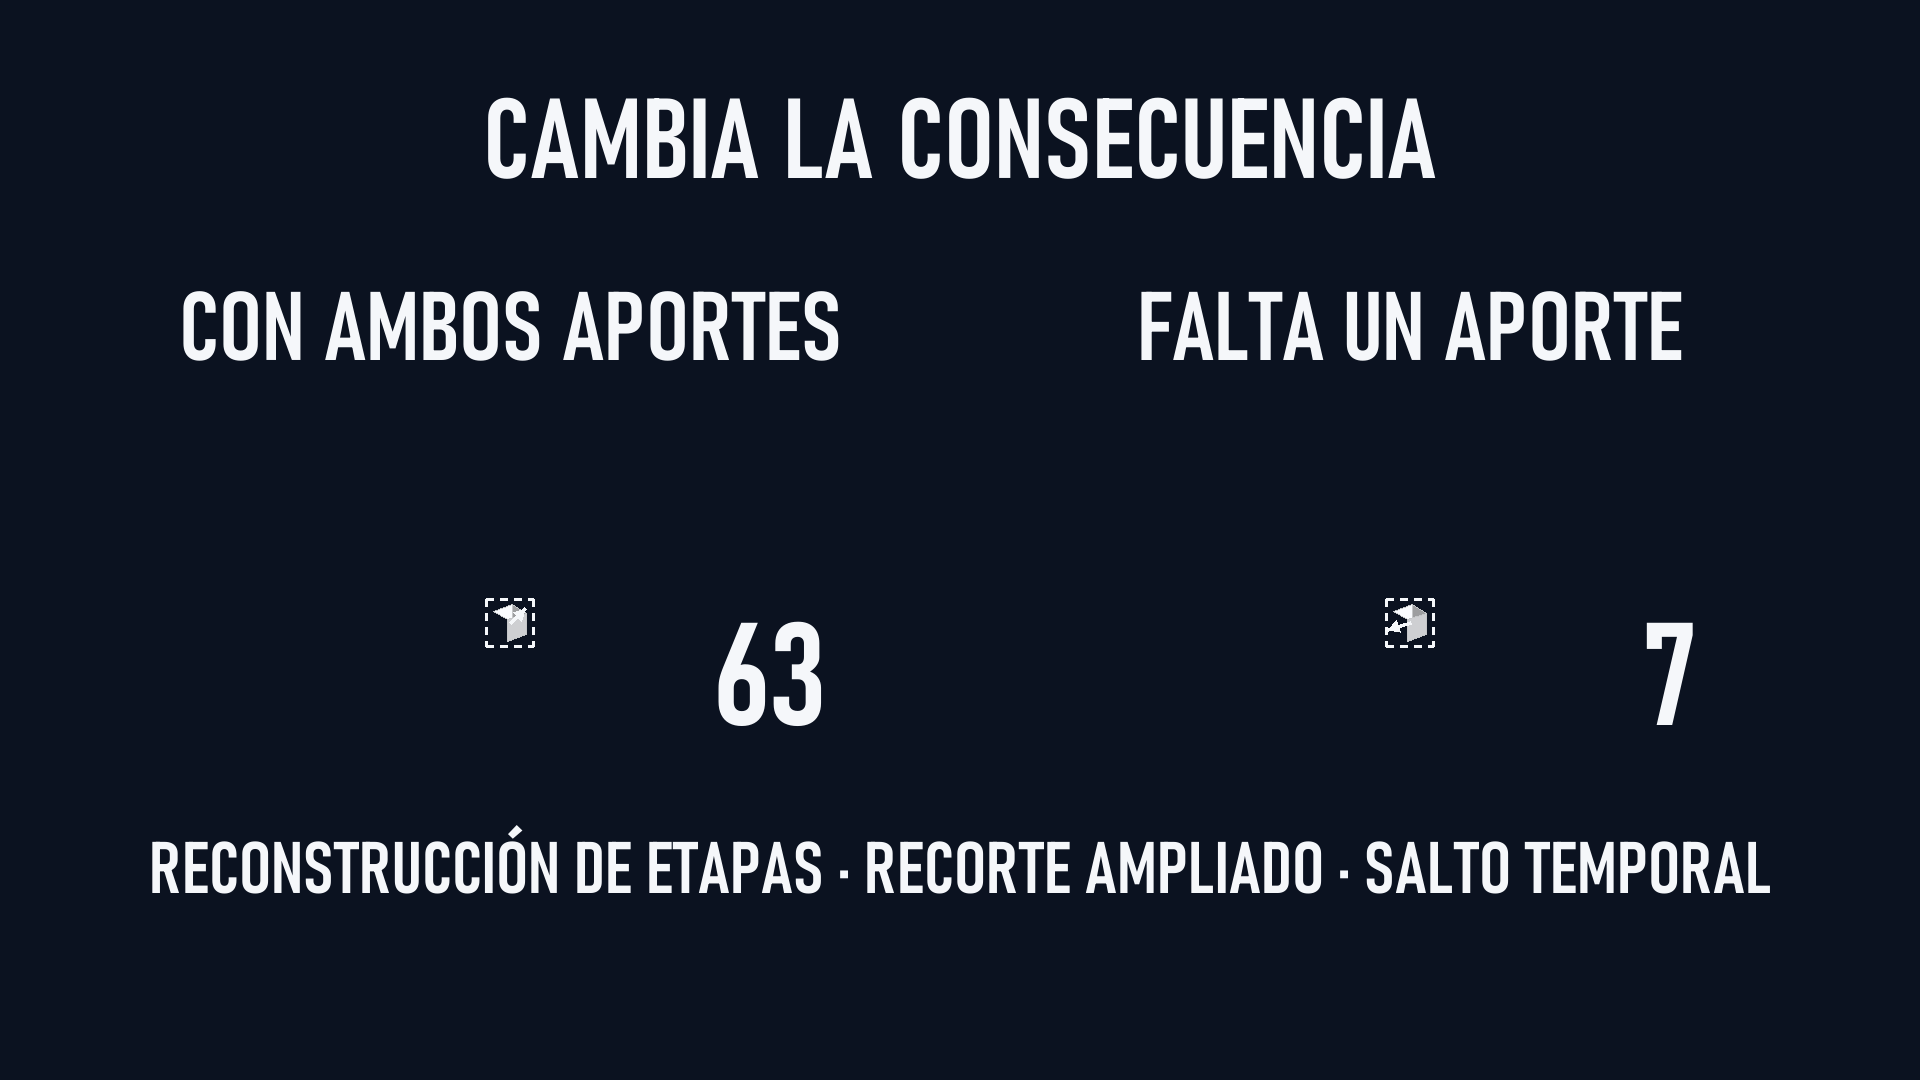 CAMBIA LA CONSECUENCIA
CON AMBOS APORTES
FALTA UN APORTE
63
7
RECONSTRUCCIÓN DE ETAPAS · RECORTE AMPLIADO · SALTO TEMPORAL